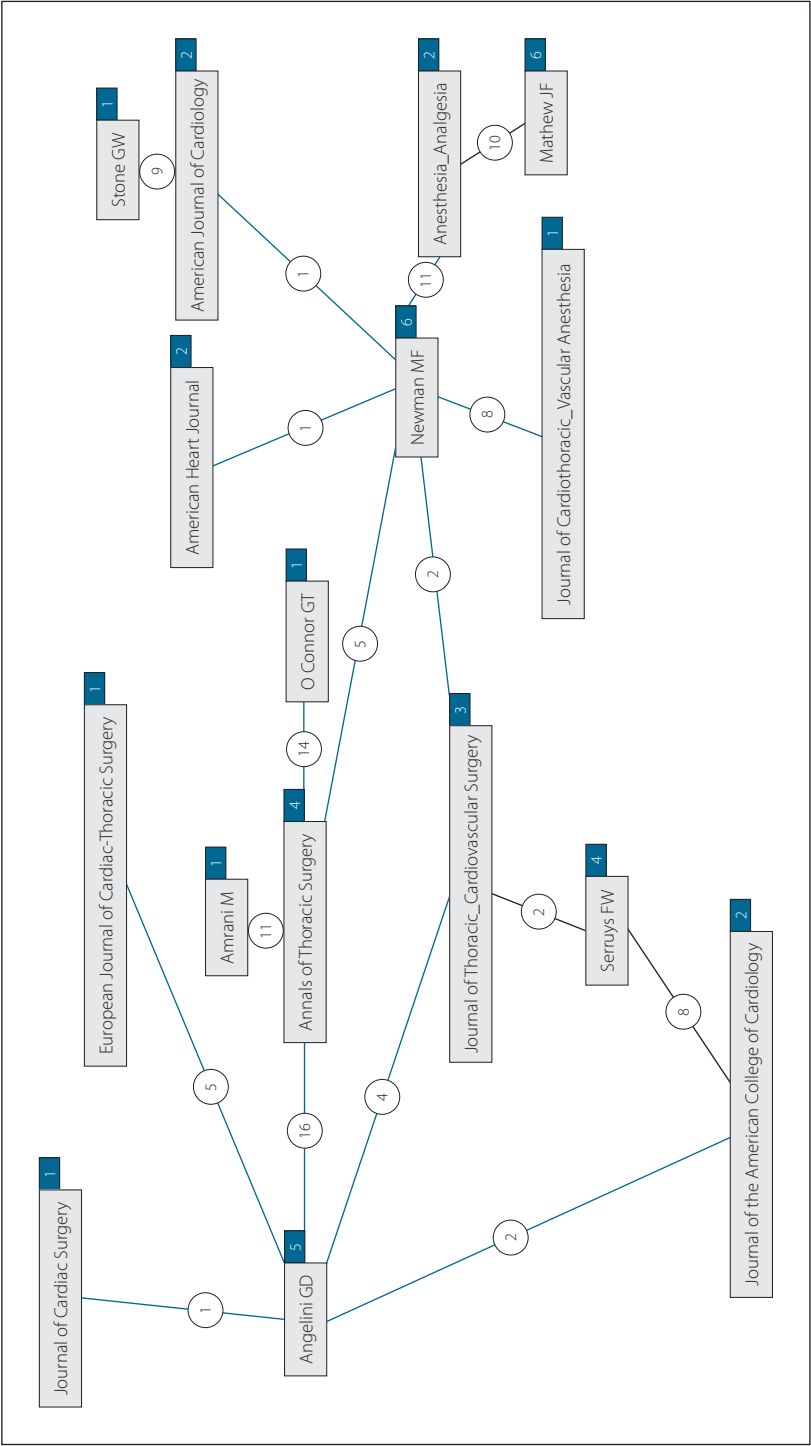 Journal of Cardiac Surgery
1
European Journal of Cardiac-Thoracic Surgery
1
Stone GW
1
9
American Journal of Cardiology
2
American Heart Journal
2
1
5
Amrani M
1
11
1
1
Angelini GD
5
16
Annals of Thoracic Surgery
4
14
O Connor GT
1
5
Newman MF
6
11
Anesthesia_Analgesia
2
10
Mathew JF
6
4
Journal of Thoracic_Cardiovascular Surgery
3
2
8
Journal of Cardiothoracic_Vascular Anesthesia
1
2
2
Serruys FW
4
8
Journal of the American College of Cardiology
2